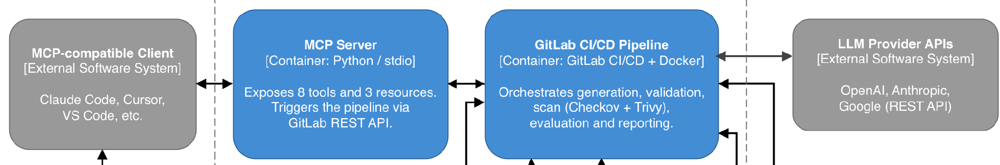 MCP-compatible Client
[External Software System]
Claude Code, Cursor,
VS Code, etc.
MCP Server
[Container: Python / stdio]
Exposes 8 tools and 3 resources.
Triggers the pipeline via
GitLab REST API.
GitLab CI/CD Pipeline
[Container: GitLab CI/CD + Docker]
Orchestrates generation, validation,
scan (Checkov + Trivy),
evaluation and reporting.
LLM Provider APIs
[External Software System]
OpenAI, Anthropic,
Google (REST API)